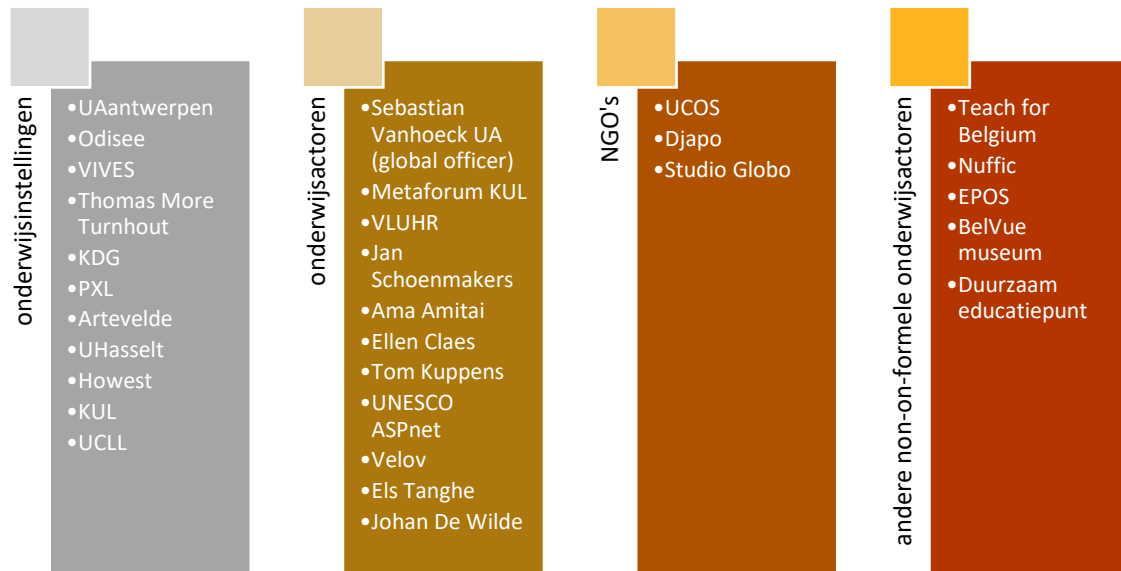 onderwijsinstellingen
•UAantwerpen
•Odisee
•VIVES
•Thomas More
Turnhout
•KDG
•PXL
•Artevelde
•UHasselt
•Howest
•KUL
•UCLL
onderwijsactoren
•Sebastian
Vanhoeck UA
(global officer)
•Metaforum KUL
•VLUHR
•Jan
Schoenmakers
•Ama Amitai
•Ellen Claes
•Tom Kuppens
•UNESCO
ASPnet
•Velov
•Els Tanghe
•Johan De Wilde
NGO's
•UCOS
•Djapo
•Studio Globo
andere non-on-formele onderwijsactoren
•Teach for
Belgium
•Nuffic
•EPOS
•BelVue
museum
•Duurzaam
educatiepunt